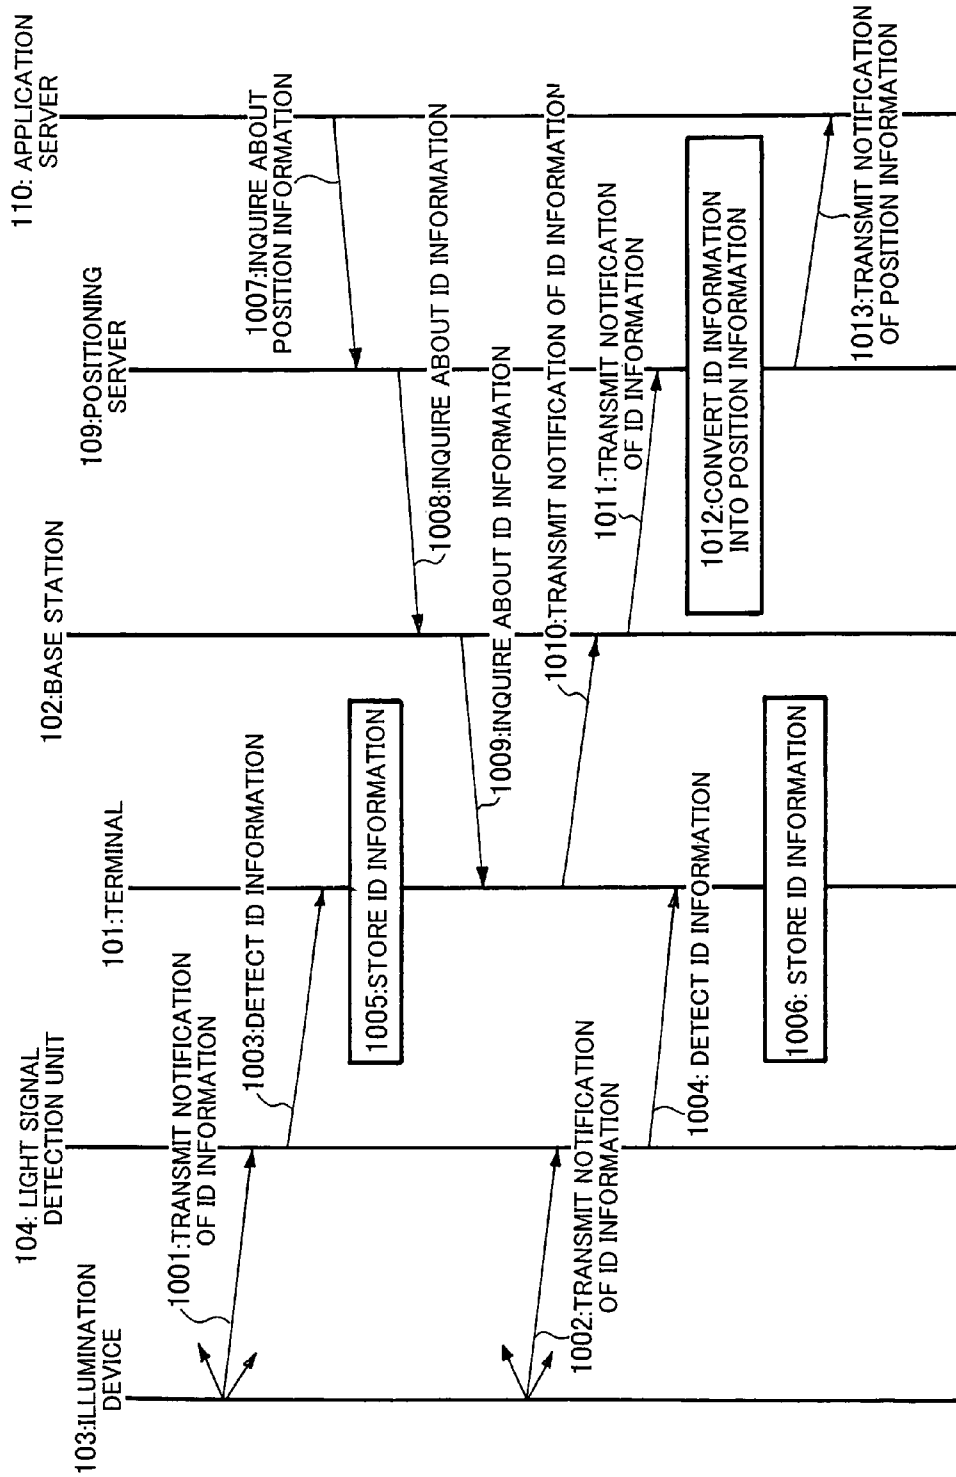 103:ILLUMINATION
DEVICE
104: LIGHT SIGNAL
DETECTION UNIT
101:TERMINAL
102:BASE STATION
109:POSITIONING
SERVER
110: APPLICATION
SERVER
1001:TRANSMIT NOTIFICATION
OF ID INFORMATION
1003:DETECT ID INFORMATION
1005:STORE ID INFORMATION
1007:INQUIRE ABOUT
POSITION INFORMATION
1008:INQUIRE ABOUT ID INFORMATION
1009:INQUIRE ABOUT ID INFORMATION
1010:TRANSMIT NOTIFICATION OF ID INFORMATION
1011:TRANSMIT NOTIFICATION
OF ID INFORMATION
1002:TRANSMIT NOTIFICATION
OF ID INFORMATION
1004: DETECT ID INFORMATION
1012:CONVERT ID INFORMATION
INTO POSITION INFORMATION
1006: STORE ID INFORMATION
1013:TRANSMIT NOTIFICATION
OF POSITION INFORMATION